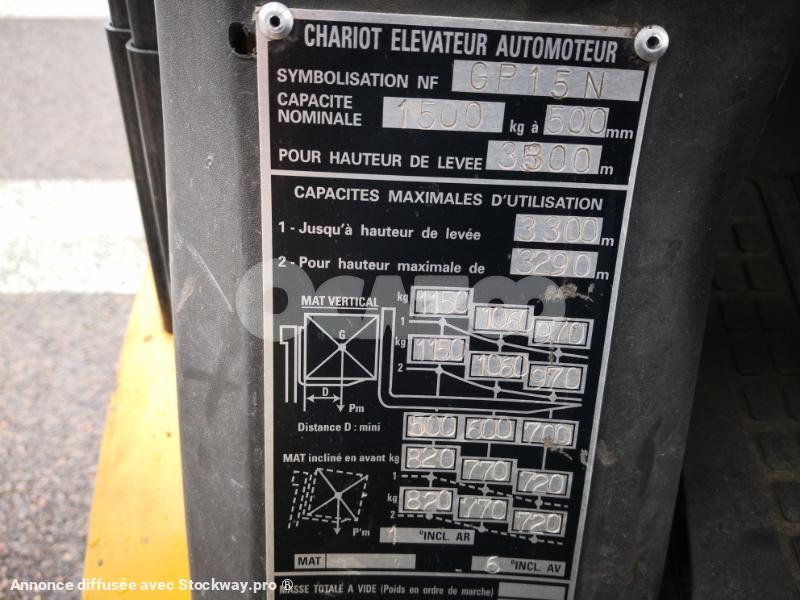 CHARIOT ELEVATEUR AUTOMOTEUR
SYMBOLISATION NF GP15N
CAPACITE
NOMINALE 1500 kg à 500 mm
POUR HAUTEUR DE LEVEE 3300 m
CAPACITES MAXIMALES D'UTILISATION
1 - Jusqu'à hauteur de levée 3300 m
2 - Pour hauteur maximale de 3290 m
MAT VERTICAL kg 1150 1060 970
1
G kg 1150 1060 970
2
D
Pm
Distance D : mini 500 600 700
MAT incliné en avant kg 820 770 720
1
kg 820 770 720
2
P'm 1 °INCL. AR
MAT 6 °INCL. AV
MASSE TOTALE A VIDE (Poids en ordre de marche)
Annonce diffusée avec Stockway.pro ®